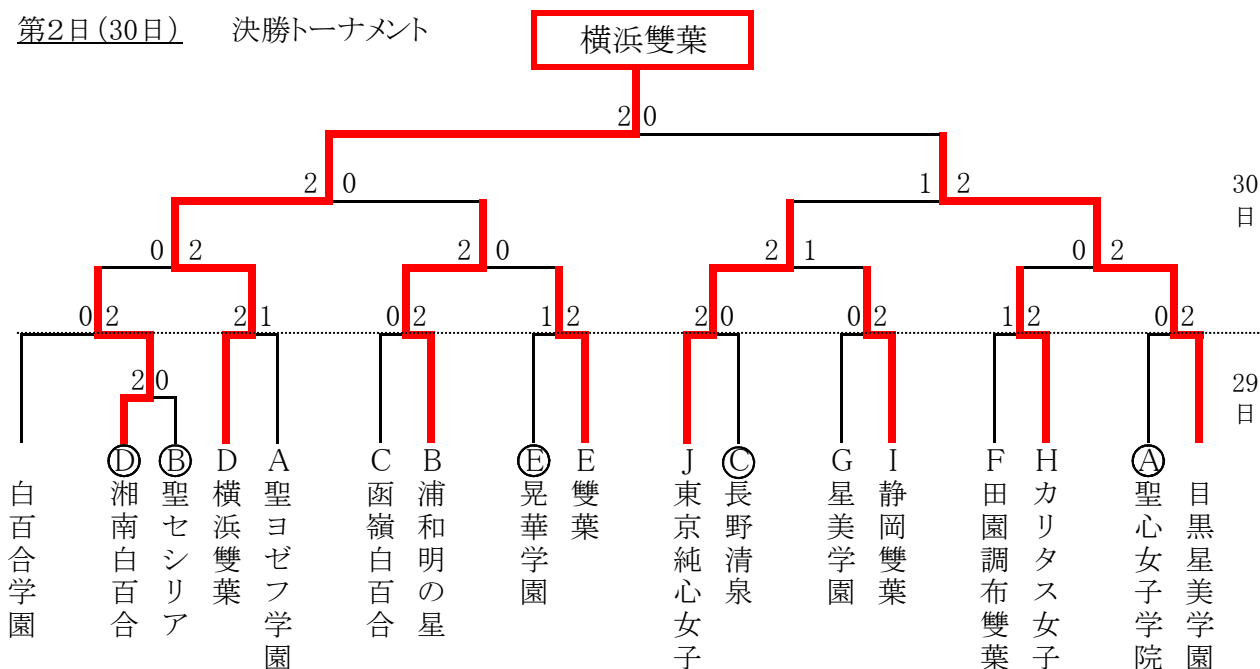 第2日(30日) 決勝トーナメント
横浜雙葉
2 0
2 0
1 2
30日
0 2
2 0
2 1
0 2
0 2
2 1
0 2
1 2
2 0
0 2
1 2
0 2
2 0
29日
白百合学園
Ⓓ湘南白百合
Ⓑ聖セシリア
D横浜雙葉
A聖ヨゼフ学園
C函嶺白百合
B浦和明の星
Ⓔ晃華学園
E雙葉
J東京純心女子
Ⓒ長野清泉
G星美学園
I静岡雙葉
F田園調布雙葉
Hカリタス女子
Ⓐ聖心女子学院
目黒星美学園